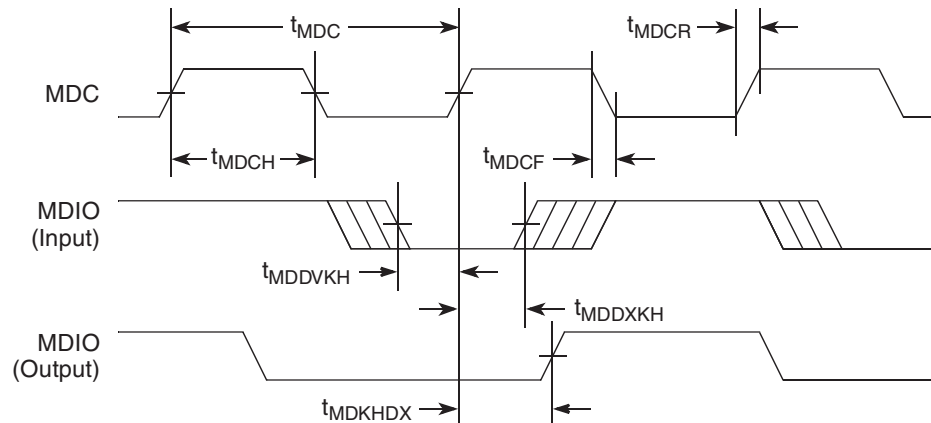 tMDC
tMDCR
MDC
tMDCH
tMDCF
MDIO
(Input)
tMDDVKH
tMDDXKH
MDIO
(Output)
tMDKHDX